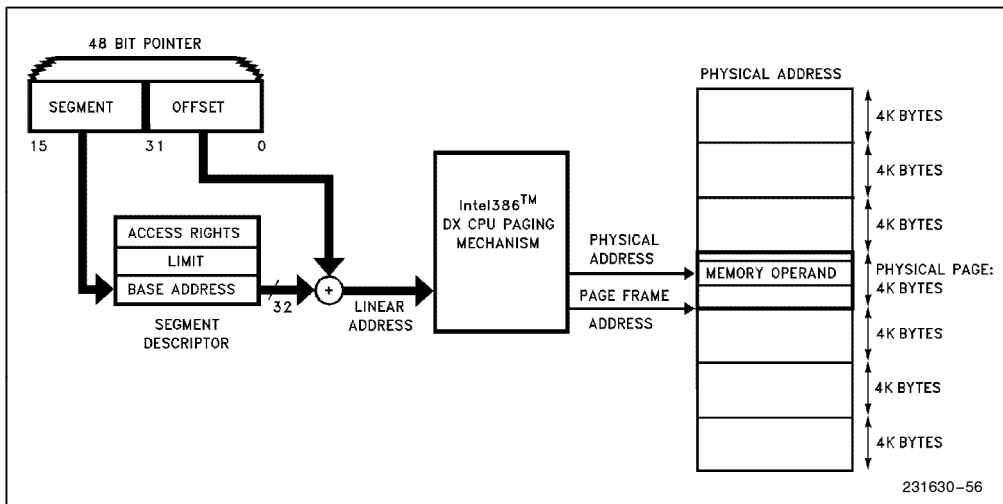 48 BIT POINTER
SEGMENT
OFFSET
15
31
0
ACCESS RIGHTS
LIMIT
BASE ADDRESS
SEGMENT
DESCRIPTOR
32
+
LINEAR
ADDRESS
Intel386™
DX CPU PAGING
MECHANISM
PHYSICAL
ADDRESS
PAGE FRAME
ADDRESS
PHYSICAL ADDRESS
4K BYTES
4K BYTES
4K BYTES
MEMORY OPERAND
PHYSICAL PAGE:
4K BYTES
4K BYTES
4K BYTES
4K BYTES
231630-56